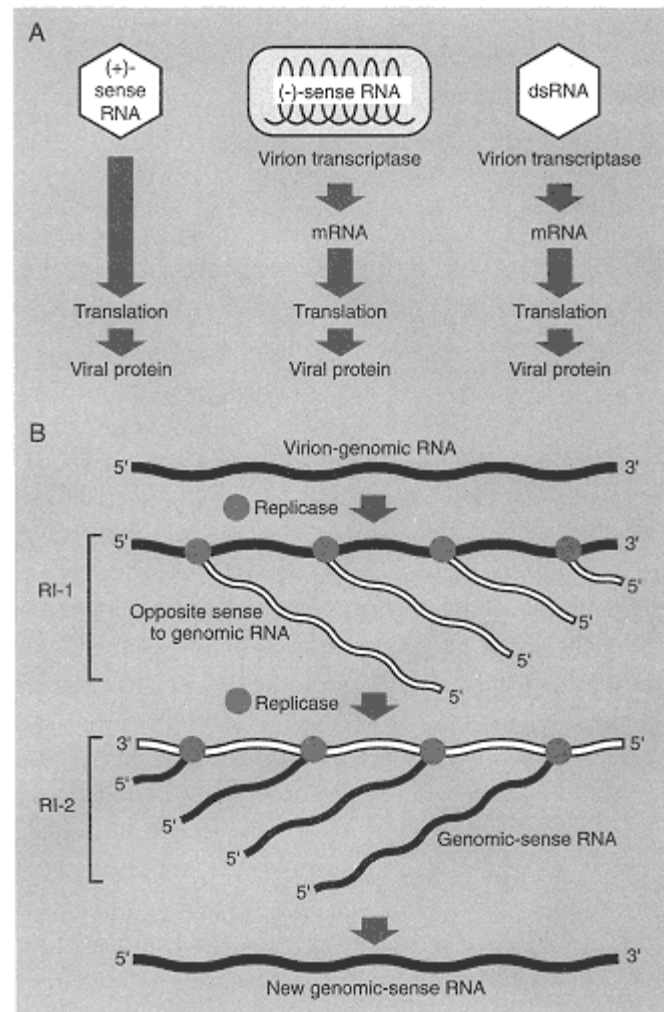 A
(+)-
sense
RNA
(-)-sense RNA
dsRNA
Virion transcriptase
Virion transcriptase
mRNA
mRNA
Translation
Translation
Translation
Viral protein
Viral protein
Viral protein
B
Virion-genomic RNA
5'
3'
Replicase
5'
3'
RI-1
5'
Opposite sense
to genomic RNA
5'
5'
5'
Replicase
3'
5'
5'
RI-2
5'
Genomic-sense RNA
5'
5'
5'
3'
New genomic-sense RNA